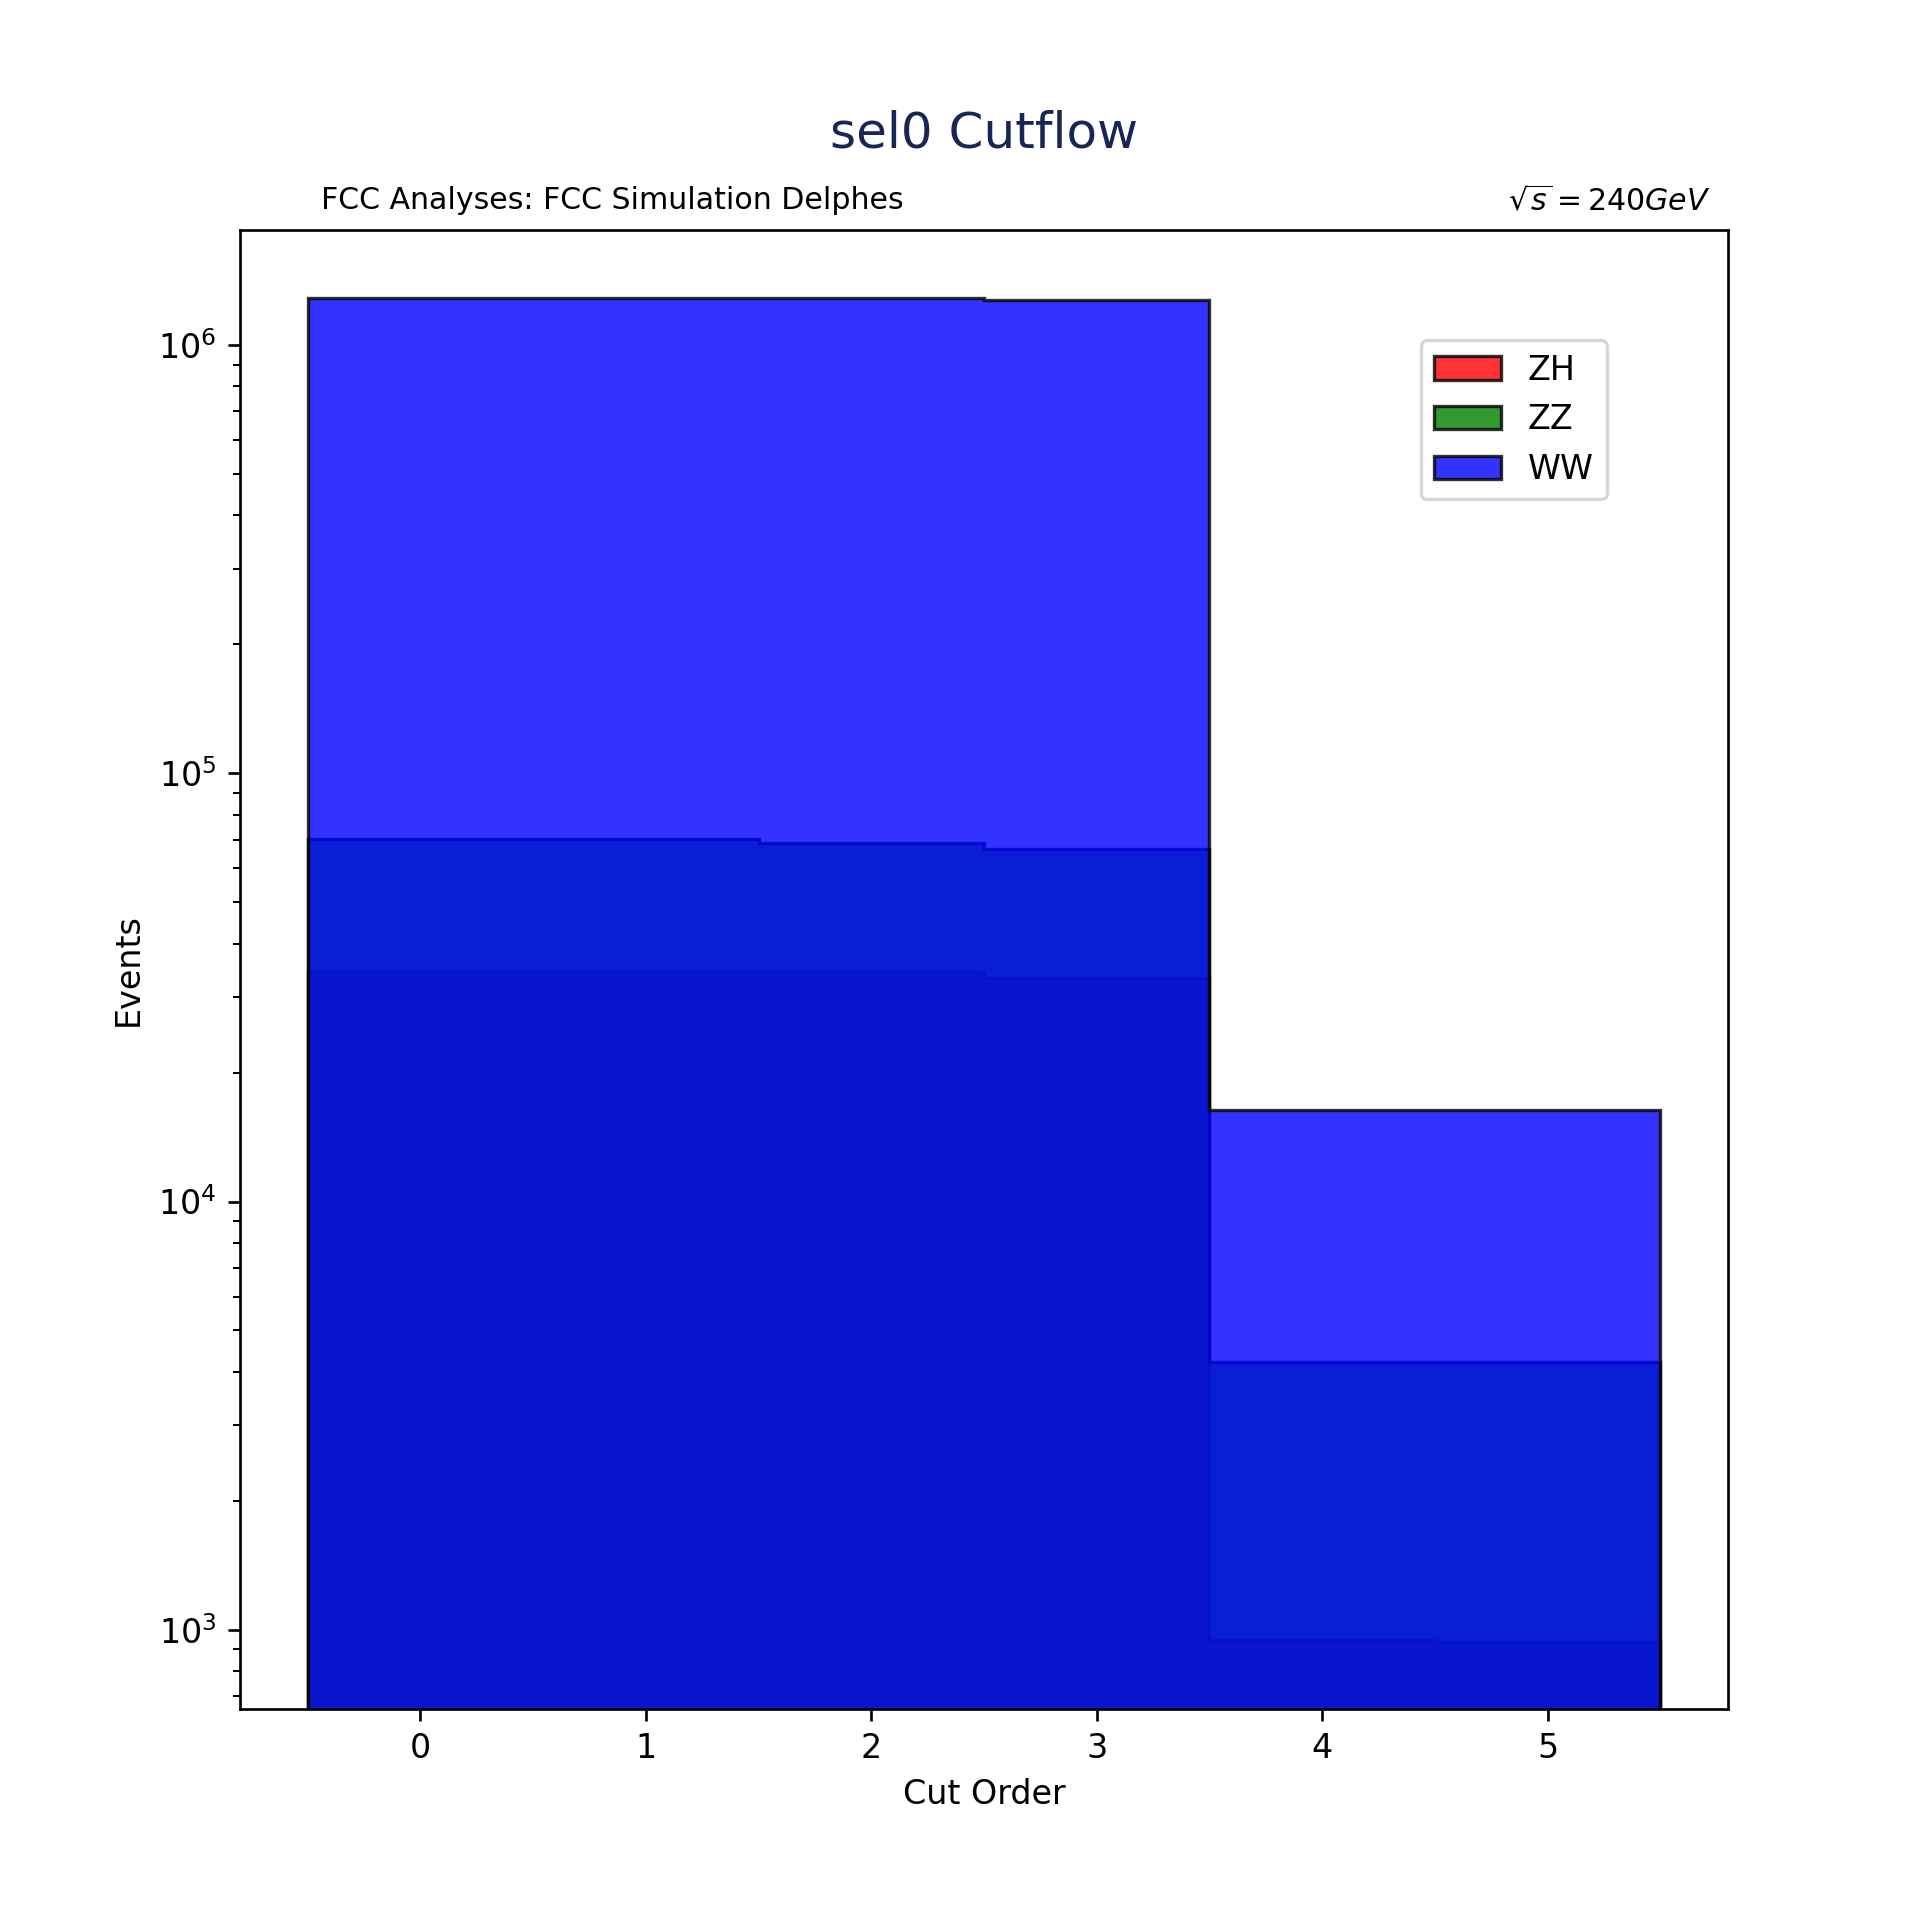 sel0 Cutflow
FCC Analyses: FCC Simulation Delphes
√s = 240GeV
10⁶
10⁵
10⁴
10³
Events
ZH
ZZ
WW
0 1 2 3 4 5
Cut Order